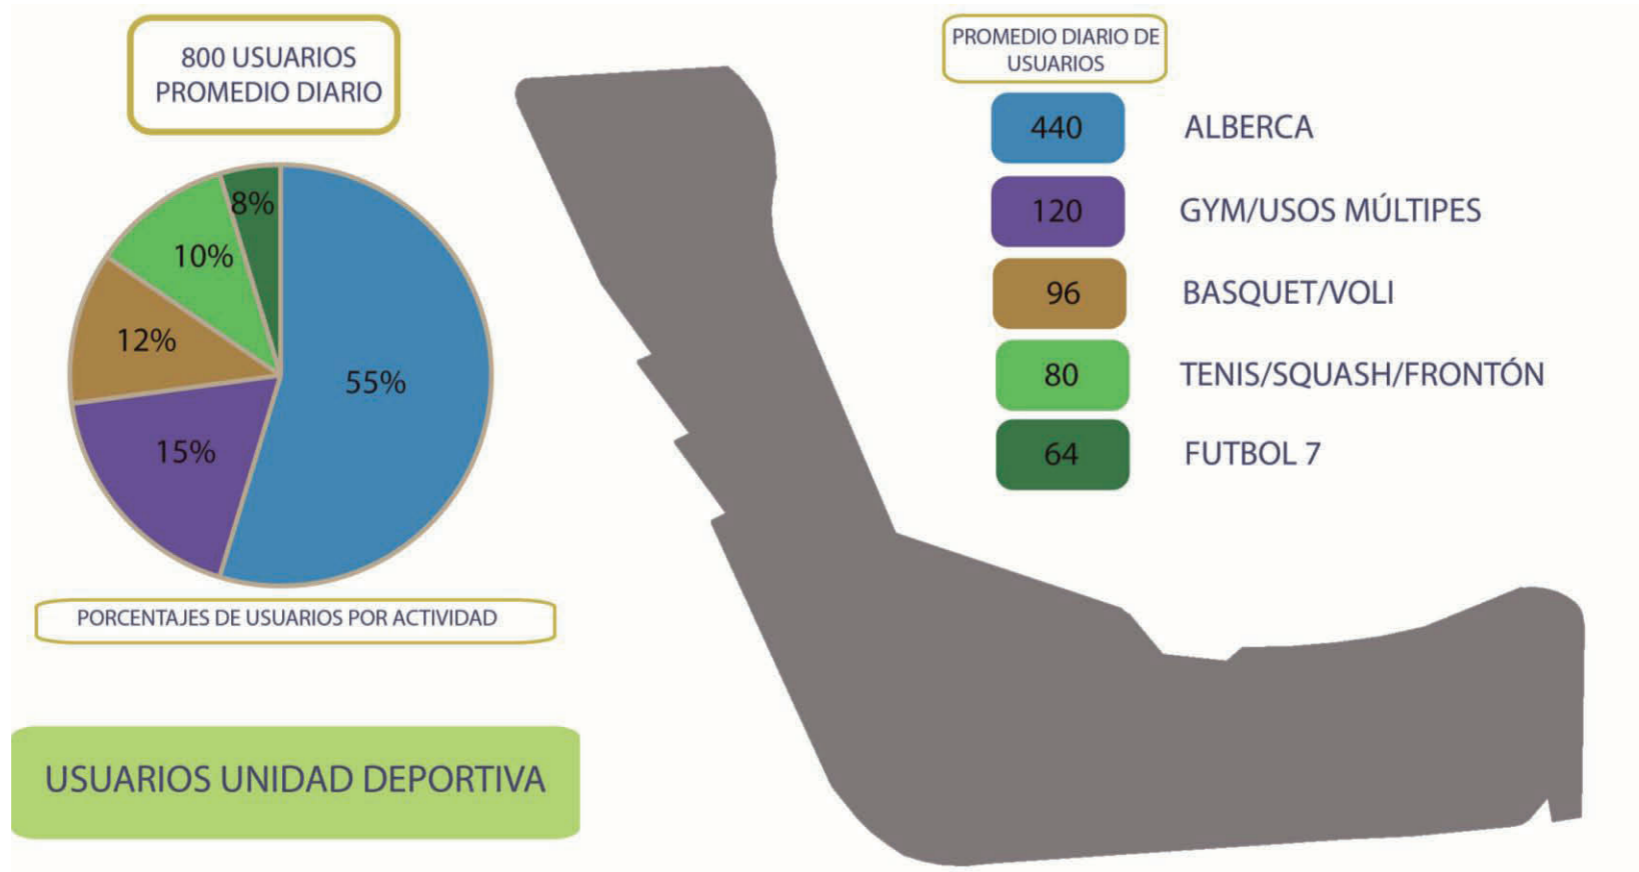 800 USUARIOS
PROMEDIO DIARIO
8%
10%
12%
55%
15%
PORCENTAJES DE USUARIOS POR ACTIVIDAD
USUARIOS UNIDAD DEPORTIVA
PROMEDIO DIARIO DE
USUARIOS
440 ALBERCA
120 GYM/USOS MÚLTIPES
96 BASQUET/VOLI
80 TENIS/SQUASH/FRONTÓN
64 FUTBOL 7